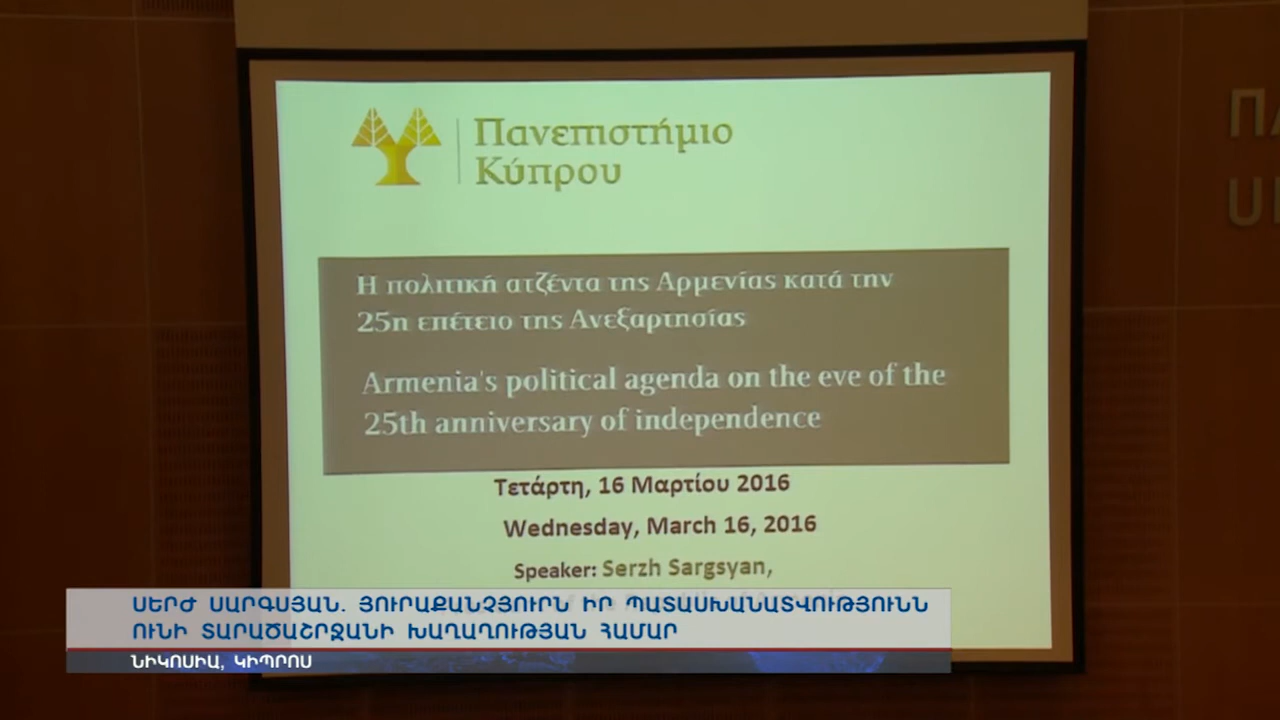 Πανεπιστήμιο
Κύπρου
Η πολιτική ατζέντα της Αρμενίας κατά την
25η επέτειο της Ανεξαρτησίας
Armenia's political agenda on the eve of the
25th anniversary of independence
Τετάρτη, 16 Μαρτίου 2016
Wednesday, March 16, 2016
Speaker: Serzh Sargsyan,
ՍԵՐԺ ՍԱՐԳՍՅԱՆ. ՅՈՒՐԱՔԱՆՉՅՈՒՐՆ ԻՐ ՊԱՏԱՍԽԱՆԱՏՎՈՒԹՅՈՒՆՆ
ՈՒՆԻ ՏԱՐԱԾԱՇՐՋԱՆԻ ԽԱՂԱՂՈՒԹՅԱՆ ՀԱՄԱՐ
ՆԻԿՈՍԻԱ, ԿԻՊՐՈՍ